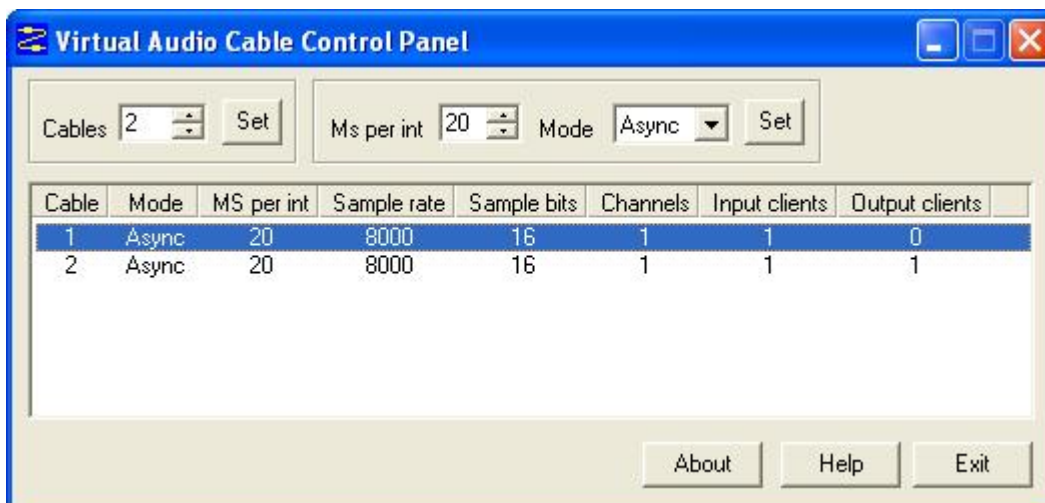 Virtual Audio Cable Control Panel
Cables 2 Set Ms per int 20 Mode Async Set
Cable Mode MS per int Sample rate Sample bits Channels Input clients Output clients
1 Async 20 8000 16 1 1 0
2 Async 20 8000 16 1 1 1
About Help Exit